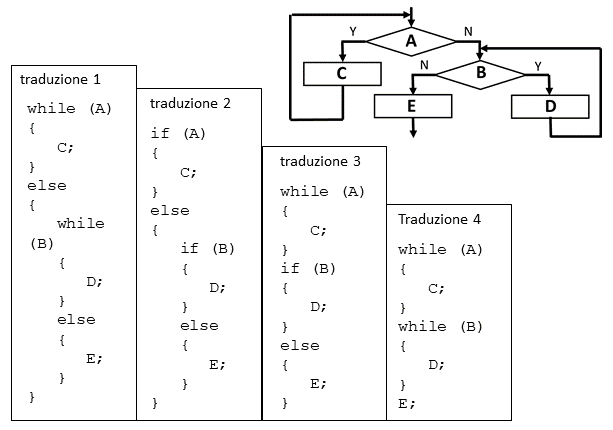 Y
A
N
C
N
B
Y
E
D
traduzione 1
while (A)
{
C;
}
else
{
while
(B)
{
D;
}
else
{
E;
}
}
traduzione 2
if (A)
{
C;
}
else
{
if (B)
{
D;
}
else
{
E;
}
}
traduzione 3
while (A)
{
C;
}
if (B)
{
D;
}
else
{
E;
}
Traduzione 4
while (A)
{
C;
}
while (B)
{
D;
}
E;